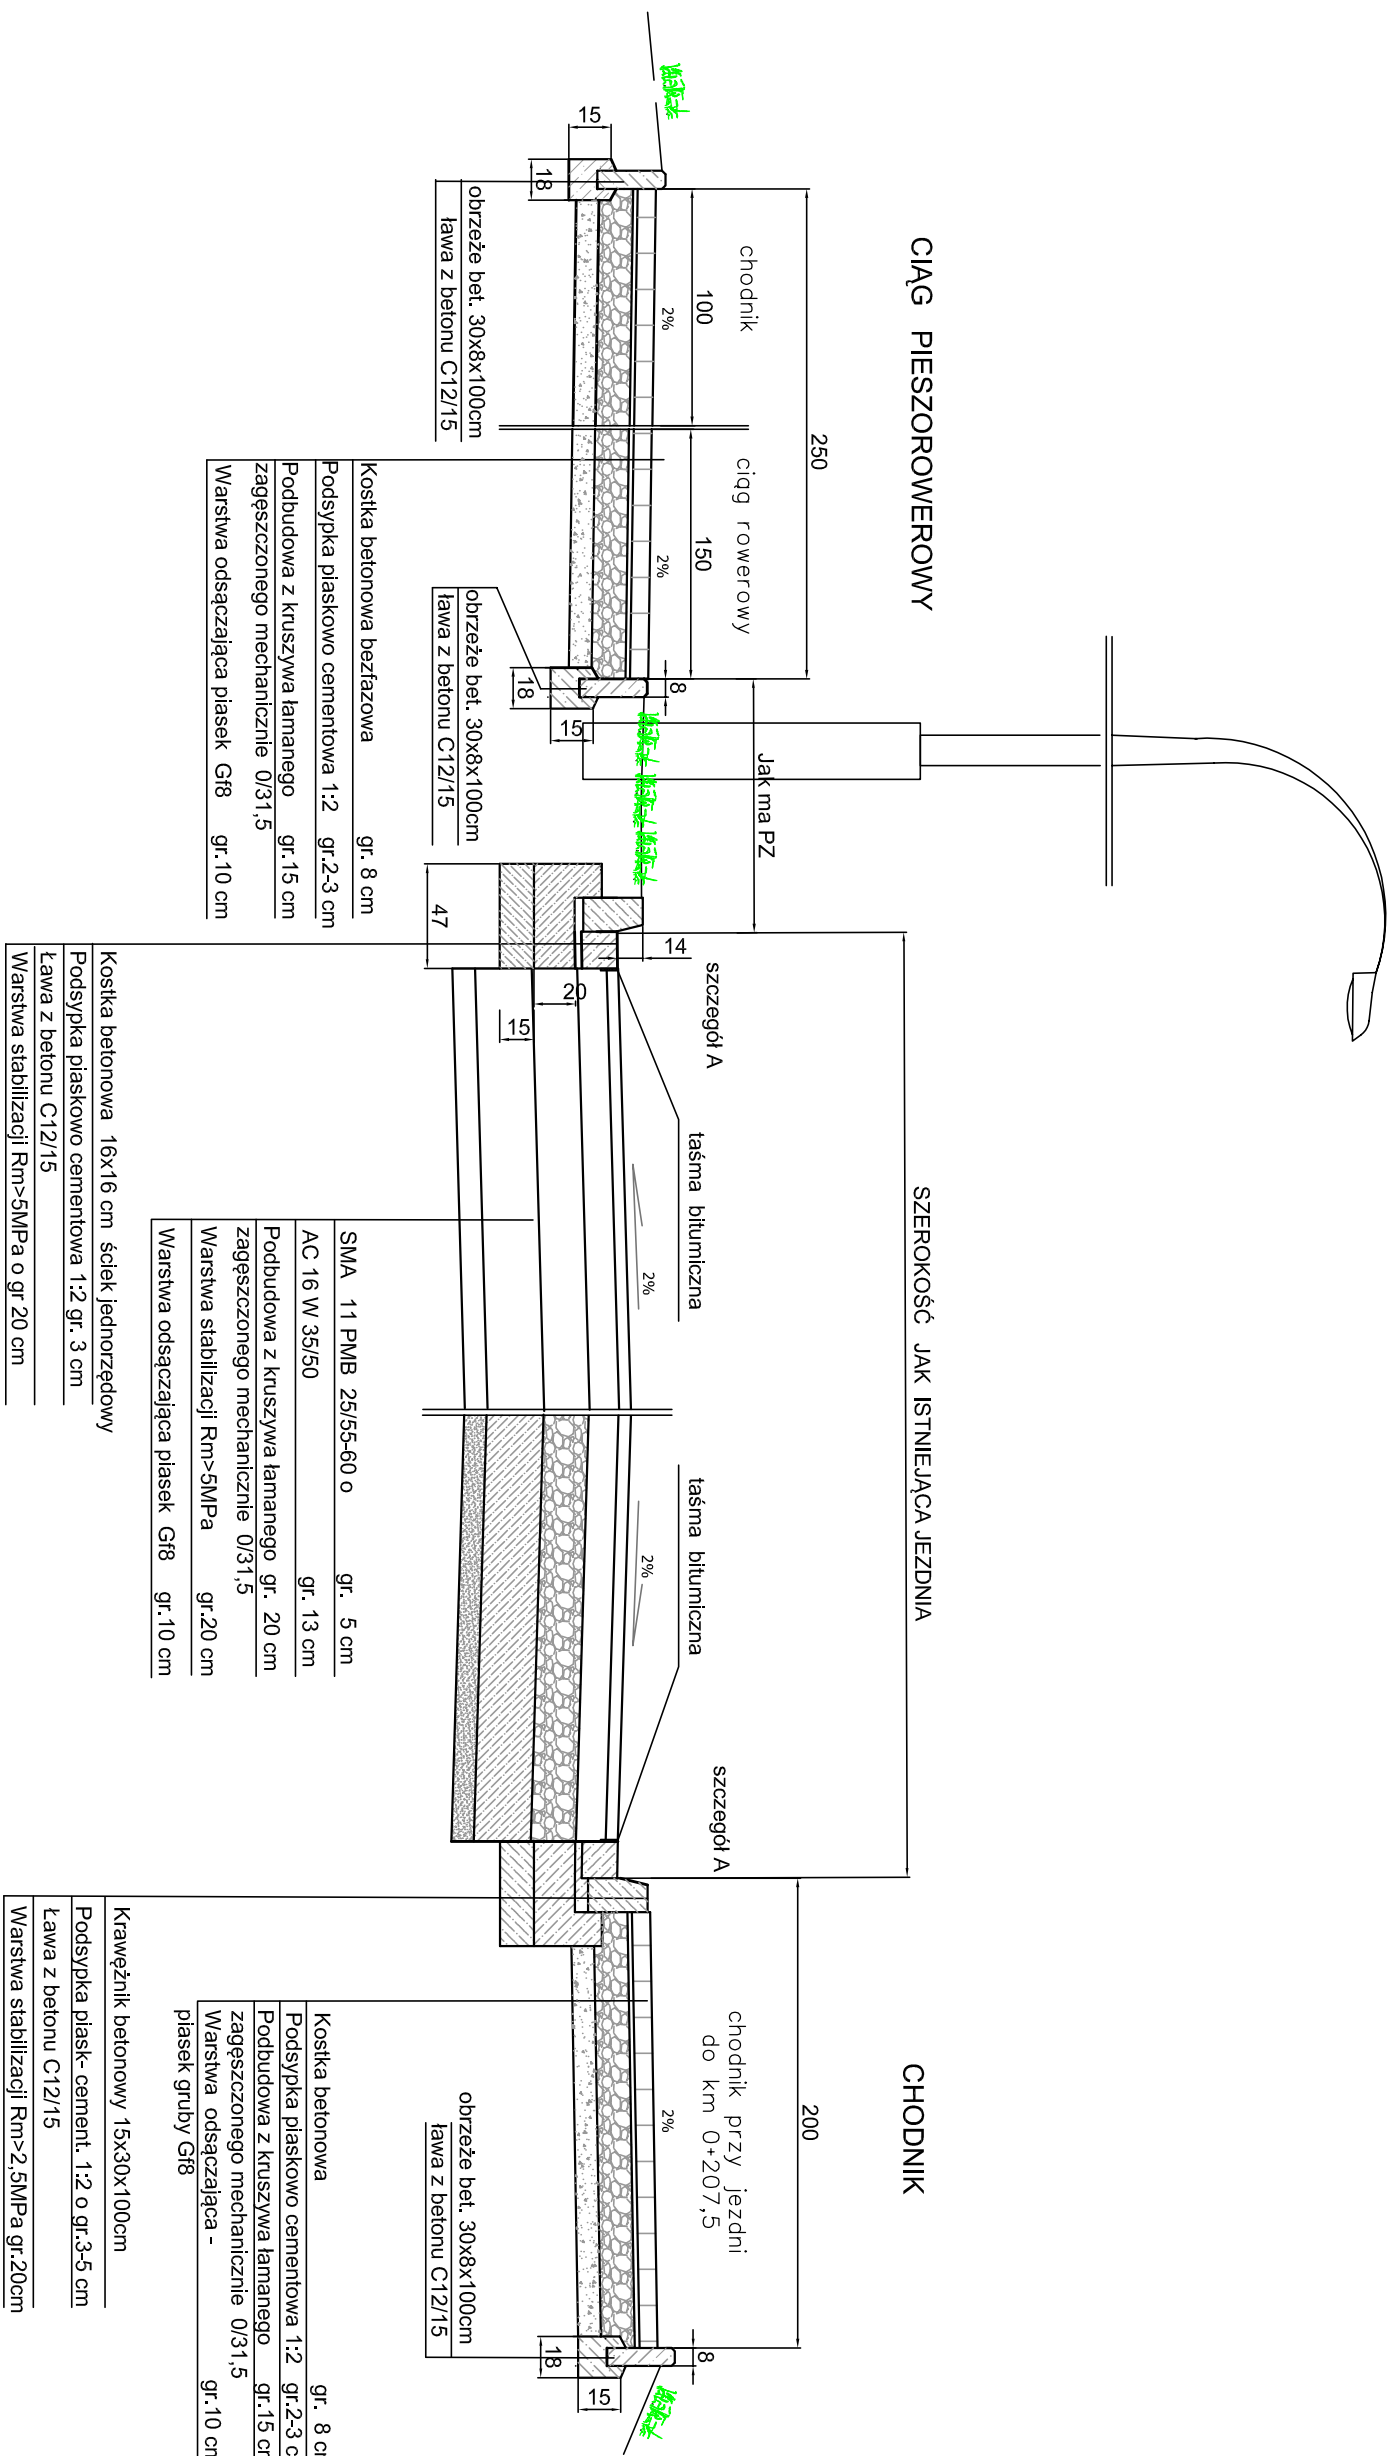 CIĄG PIESZOROWEROWY
SZEROKOŚĆ JAK ISTNIEJĄCA JEZDNIA
CHODNIK
250
200
chodnik
ciąg rowerowy
100
150
2%
2%
Jak ma PZ
szczegół A
taśma bitumiczna
taśma bitumiczna
szczegół A
chodnik przy jezdni
do km 0+207,5
2%
2%
2%
15
18
8
18
15
14
47
20
15
8
18
15
obrzeże bet. 30x8x100cm
ława z betonu C12/15
obrzeże bet. 30x8x100cm
ława z betonu C12/15
obrzeże bet. 30x8x100cm
ława z betonu C12/15
Kostka betonowa bezfazowa gr. 8 cm
Podsypka piaskowo cementowa 1:2 gr.2-3 cm
Podbudowa z kruszywa łamanego gr.15 cm
zagęszczonego mechanicznie 0/31,5
Warstwa odsączająca piasek Gf8 gr.10 cm
SMA 11 PMB 25/55-60 o gr. 5 cm
AC 16 W 35/50 gr. 13 cm
Podbudowa z kruszywa łamanego gr. 20 cm
zagęszczonego mechanicznie 0/31,5
Warstwa stabilizacji Rm>5MPa gr.20 cm
Warstwa odsączająca piasek Gf8 gr.10 cm
Kostka betonowa gr. 8 c
Podsypka piaskowo cementowa 1:2 gr.2-3 c
Podbudowa z kruszywa łamanego gr.15 c
zagęszczonego mechanicznie 0/31,5
Warstwa odsączająca - gr.10 c
piasek gruby Gf8
Kostka betonowa 16x16 cm ściek jednorzędowy
Podsypka piaskowo cementowa 1:2 gr. 3 cm
Ława z betonu C12/15
Warstwa stabilizacji Rm>5MPa o gr 20 cm
Krawężnik betonowy 15x30x100cm
Podsypka piask- cement. 1:2 o gr.3-5 cm
Ława z betonu C12/15
Warstwa stabilizacji Rm>2,5MPa gr.20cm